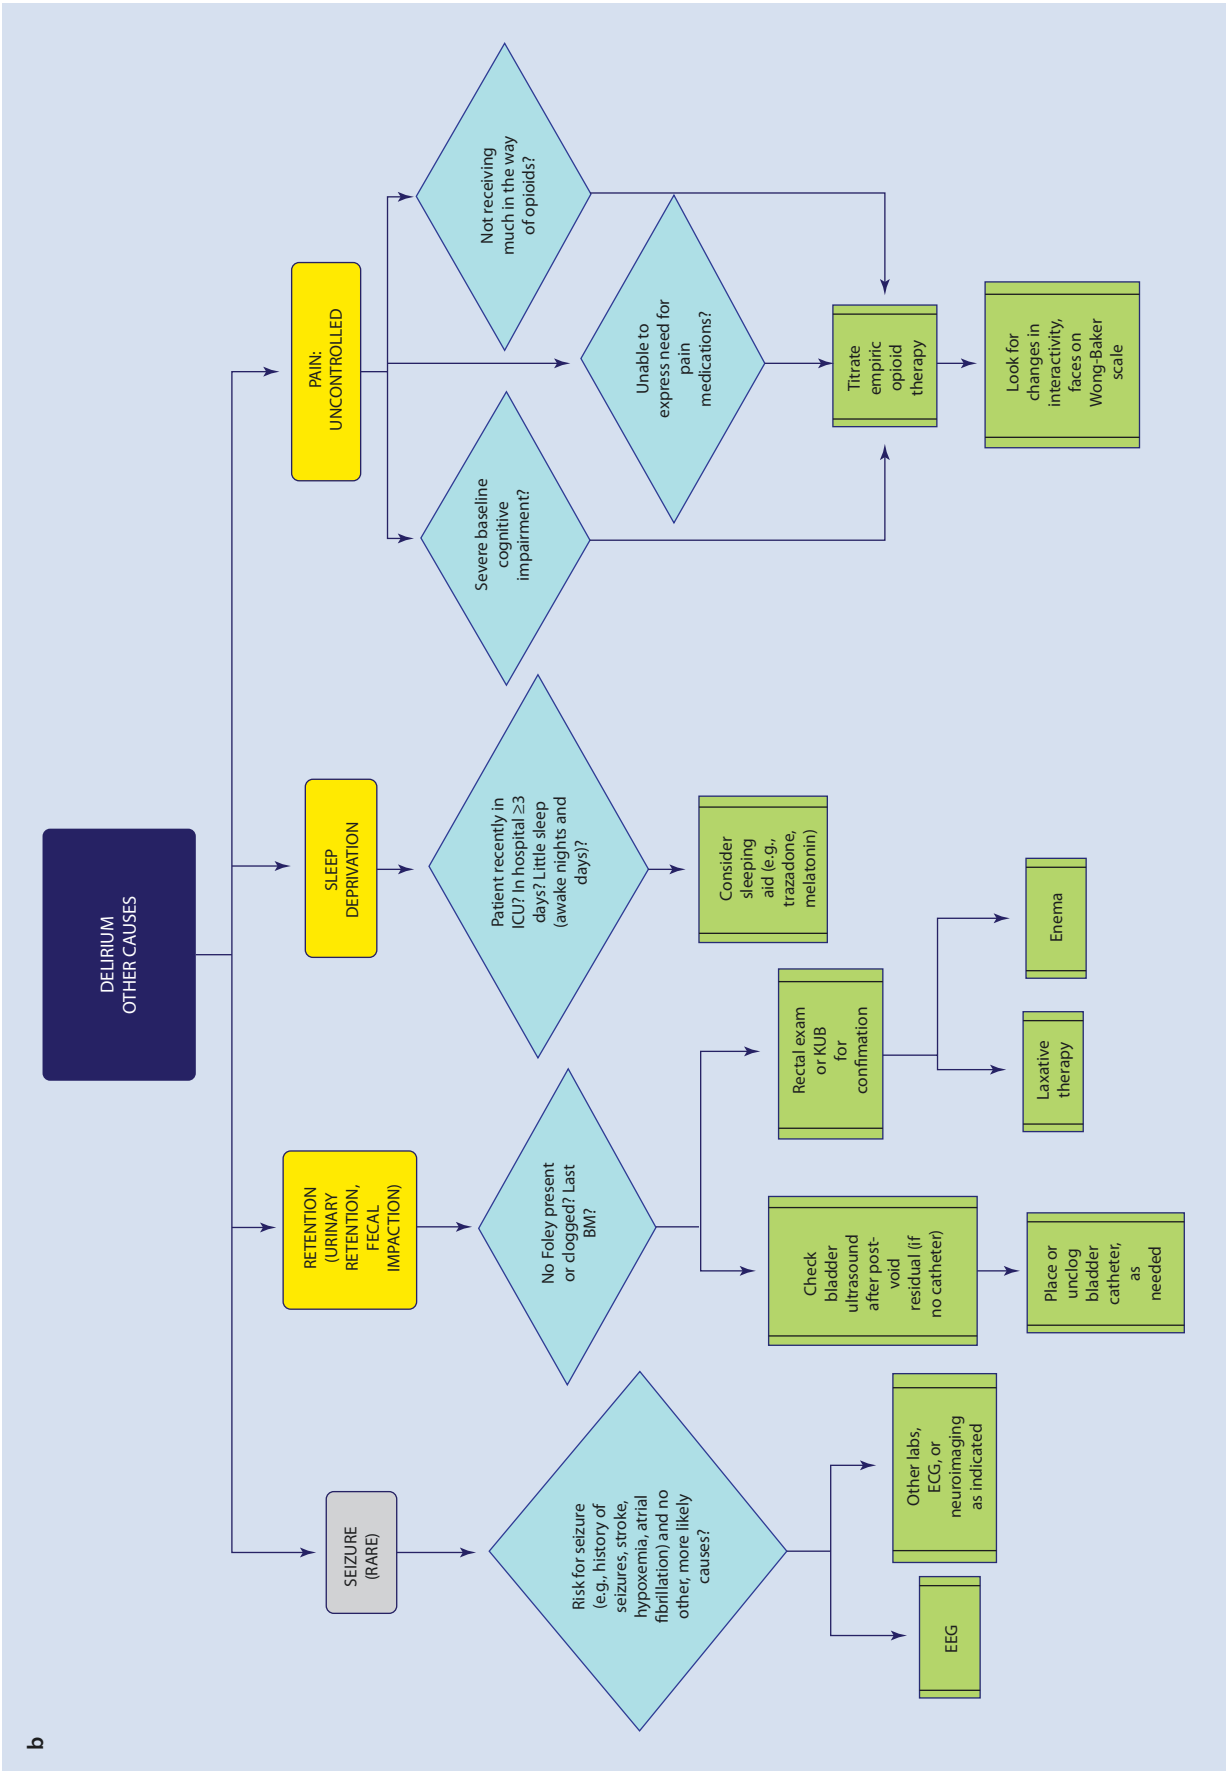 b
DELIRIUM
OTHER CAUSES
SEIZURE
(RARE)
Risk for seizure
(e.g., history of
seizures, stroke,
hypoxemia, atrial
fibrillation) and no
other, more likely
causes?
EEG
Other labs,
ECG, or
neuroimaging
as indicated
RETENTION
(URINARY
RETENTION,
FECAL
IMPACTION)
No Foley present
or clogged? Last
BM?
Check
bladder
ultrasound
after post-
void
residual (if
no catheter)
Place or
unclog
bladder
catheter,
as
needed
Rectal exam
or KUB
for
confimation
Laxative
therapy
Enema
SLEEP
DEPRIVATION
Patient recently in
ICU? In hospital ≥3
days? Little sleep
(awake nights and
days)?
Consider
sleeping
aid (e.g.,
trazadone,
melatonin)
PAIN:
UNCONTROLLED
Severe baseline
cognitive
impairment?
Unable to
express need for
pain
medications?
Not receiving
much in the way
of opioids?
Titrate
empiric
opioid
therapy
Look for
changes in
interactivity,
faces on
Wong-Baker
scale